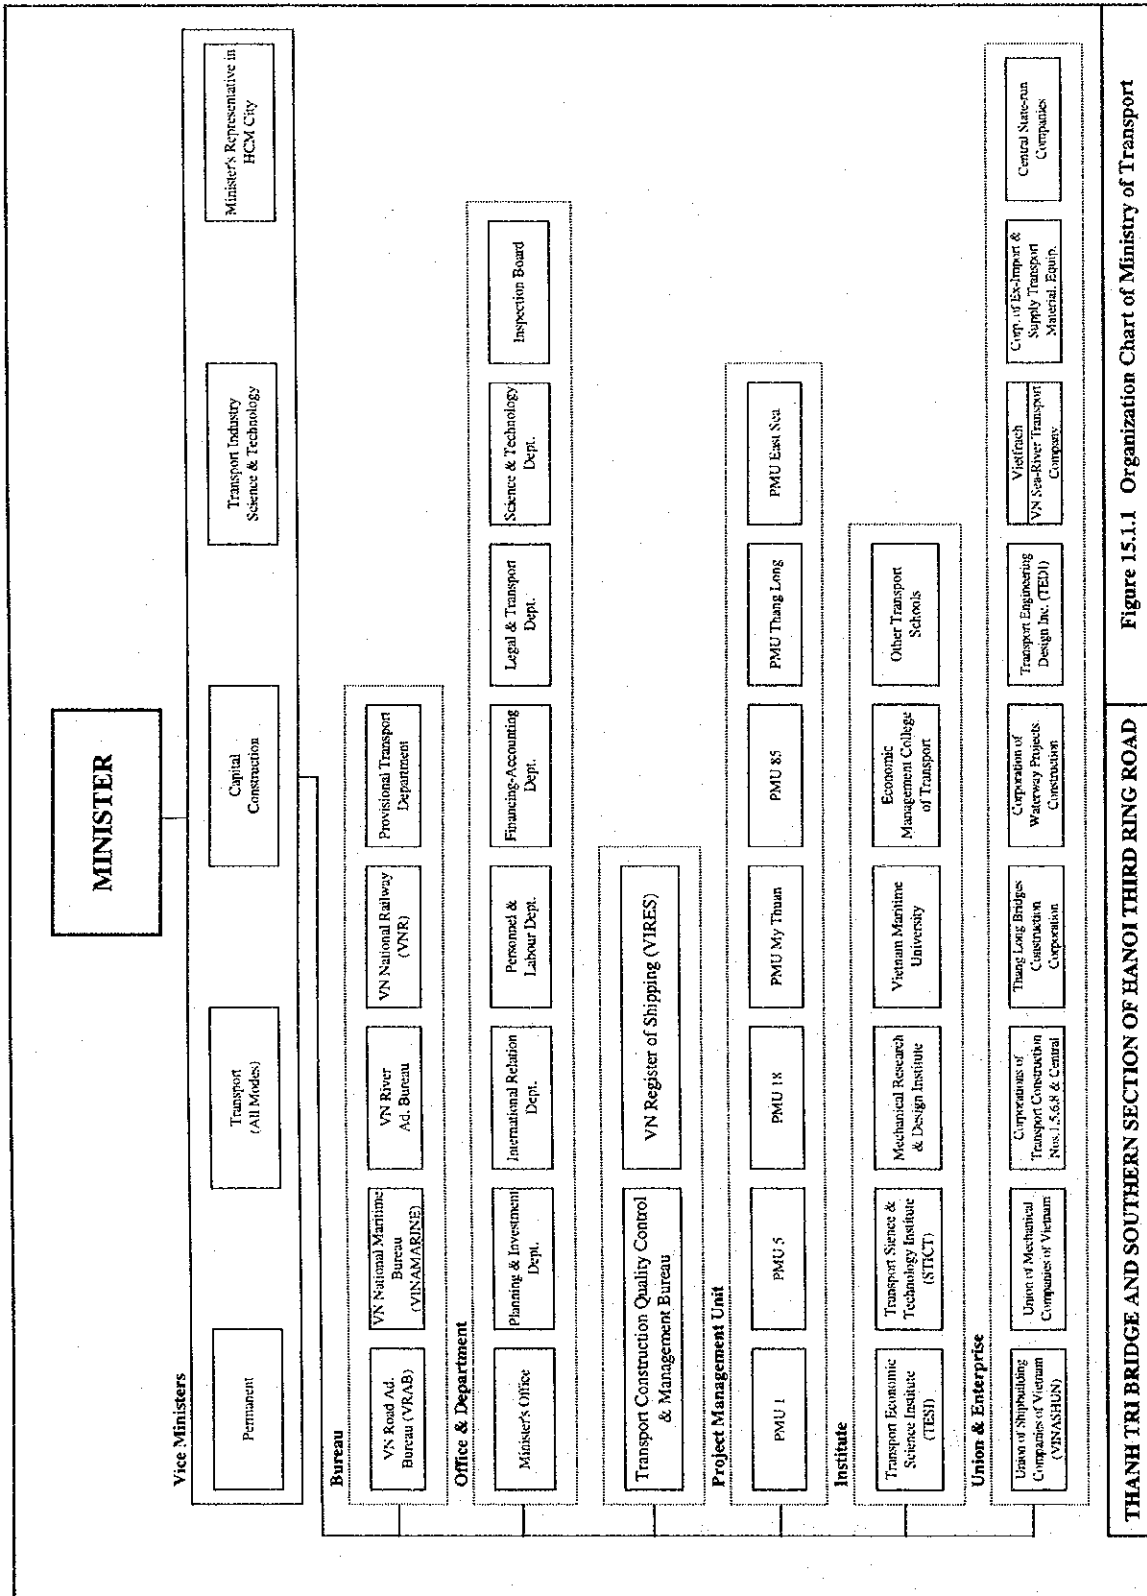 MINISTER
Vice Ministers
Permanent
Transport
(All Modes)
Capital
Construction
Transport Industry
Science & Technology
Minister's Representative in
HCM City
Bureau
VN Road Ad.
Bureau (VRAB)
VN National Maritime
Bureau
(VINAMARINE)
VN River
Ad. Bureau
VN National Railway
(VNR)
Provisional Transport
Department
Office & Department
Minister's Office
Planning & Investment
Dept.
International Relation
Dept.
Personnel &
Labour Dept.
Financing-Accounting
Dept.
Legal & Transport
Dept.
Science & Technology
Dept.
Inspection Board
Transport Construction Quality Control
& Management Bureau
VN Register of Shipping (VIRES)
Project Management Unit
PMU 1
PMU 5
PMU 18
PMU My Thuan
PMU 85
PMU Thang Long
PMU East Sea
Institute
Transport Economic
Science Institute
(TESI)
Transport Sience &
Technology Institute
(STICT)
Mechanical Research
& Design Institute
Vietnam Maritime
University
Economic
Management College
of Transport
Other Transport
Schools
Union & Enterprise
Union of Shipbuilding
Companies of Vietnam
(VINASHUN)
Union of Mechanical
Companies of Vietnam
Corporations of
Transport Construction
Nos.1,5,6,8 & Central
Thang Long Bridges
Construction
Corporation
Corporation of
Waterway Projects
Construction
Transport Engineering
Design Inc. (TEDI)
Vietfrach
VN Sea-River Transport
Company
Corp. of Ex-Import &
Supply Transport
Material. Equip.
Central State-run
Companies
THANH TRI BRIDGE AND SOUTHERN SECTION OF HANOI THIRD RING ROAD
Figure 15.1.1 Organization Chart of Ministry of Transport